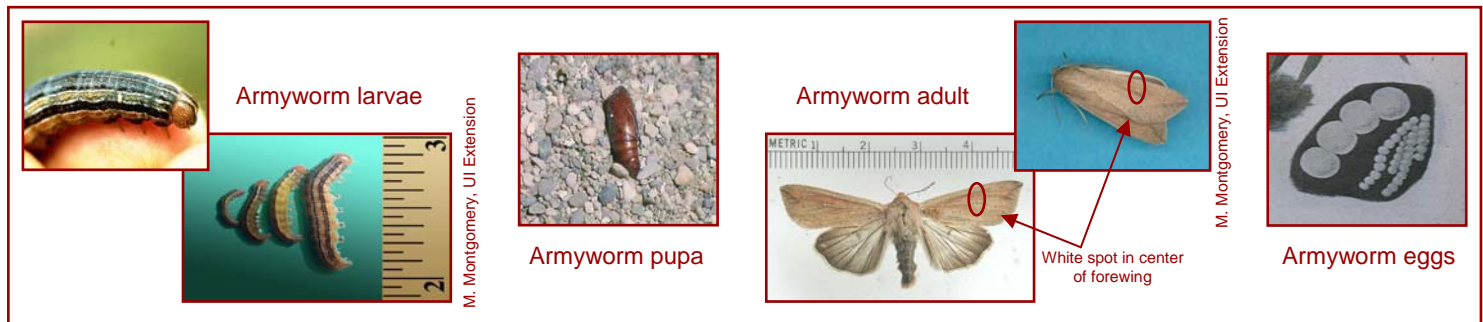 Armyworm larvae
M. Montgomery, UI Extension
3
2
Armyworm pupa
Armyworm adult
METRIC 1 2 3 4
M. Montgomery, UI Extension
White spot in center
of forewing
Armyworm eggs